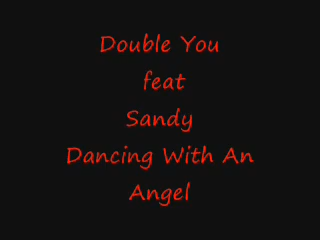 Double You
feat
Sandy
Dancing With An
Angel